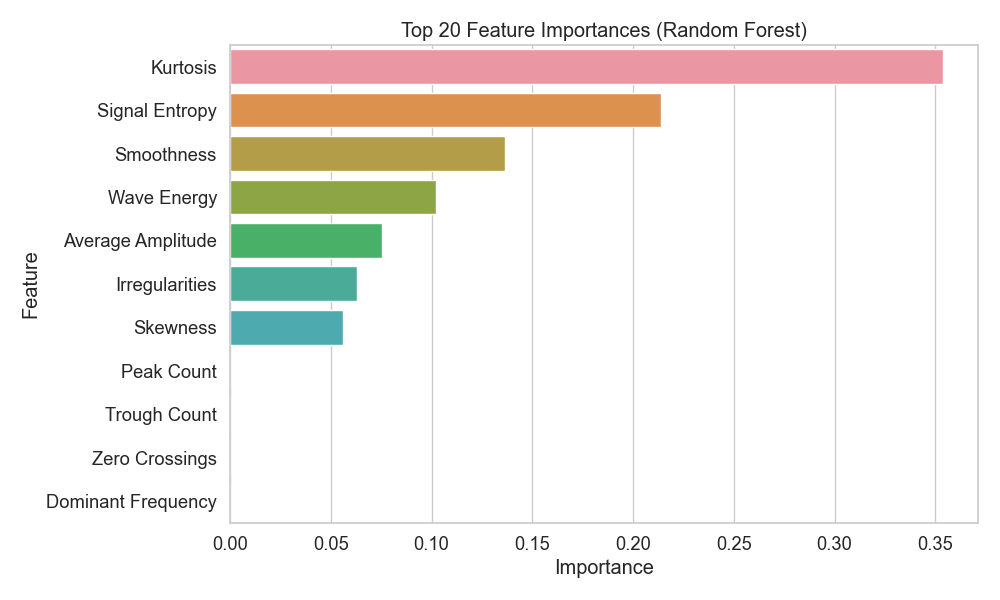 Top 20 Feature Importances (Random Forest)
Feature
Kurtosis
Signal Entropy
Smoothness
Wave Energy
Average Amplitude
Irregularities
Skewness
Peak Count
Trough Count
Zero Crossings
Dominant Frequency
0.00 0.05 0.10 0.15 0.20 0.25 0.30 0.35
Importance